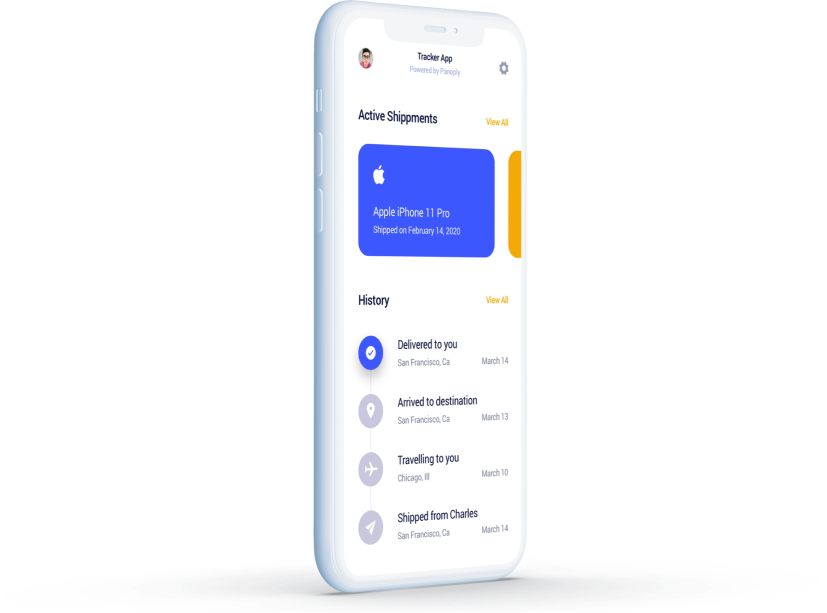 Tracker App
Powered by Panoply
Active Shippments
View All
Apple iPhone 11 Pro
Shipped on February 14, 2020
History
View All
Delivered to you
San Francisco, Ca
March 14
Arrived to destination
San Francisco, Ca
March 13
Travelling to you
Chicago, Ill
March 10
Shipped from Charles
San Francisco, Ca
March 14